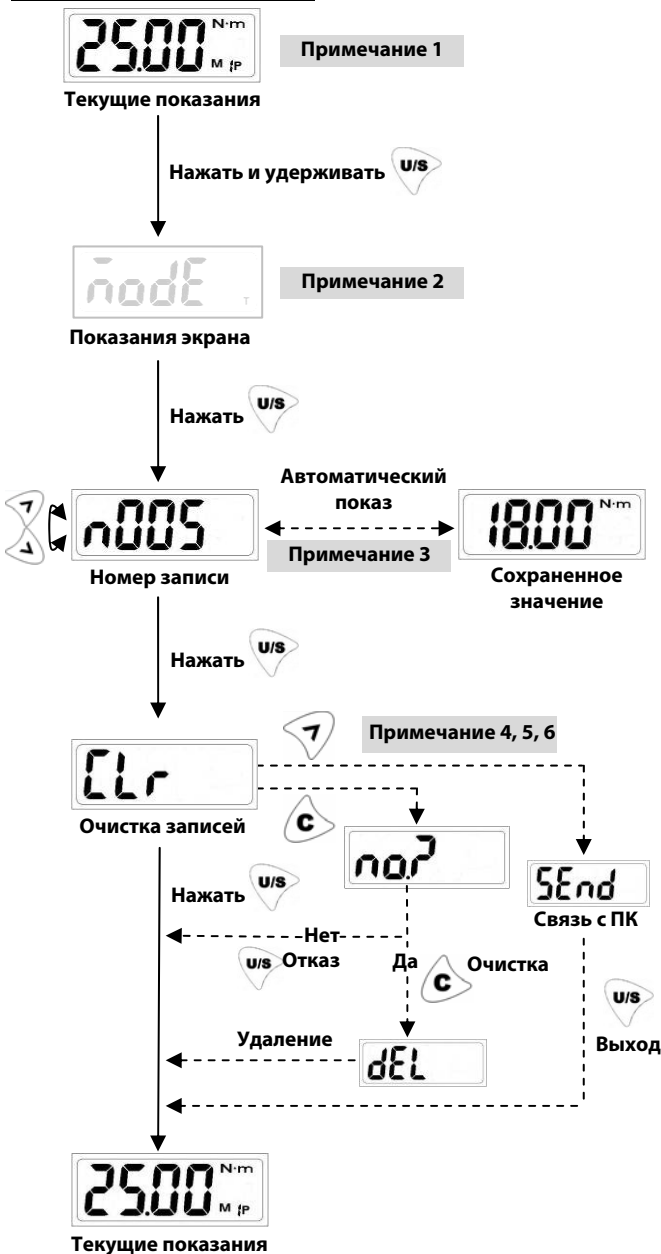 25.00 N·m
M P
Примечание 1
Текущие показания
Нажать и удерживать U/S
modE T
Примечание 2
Показания экрана
Нажать U/S
Автоматический
показ
n005
18.00 N·m
Примечание 3
Номер записи
Сохраненное
значение
Нажать U/S
Примечание 4, 5, 6
CLr
Очистка записей
C
no.?
SEnd
Связь с ПК
Нажать U/S
Нет
U/S Отказ
Да
C Очистка
U/S
Выход
Удаление
dEL
25.00 N·m
M P
Текущие показания